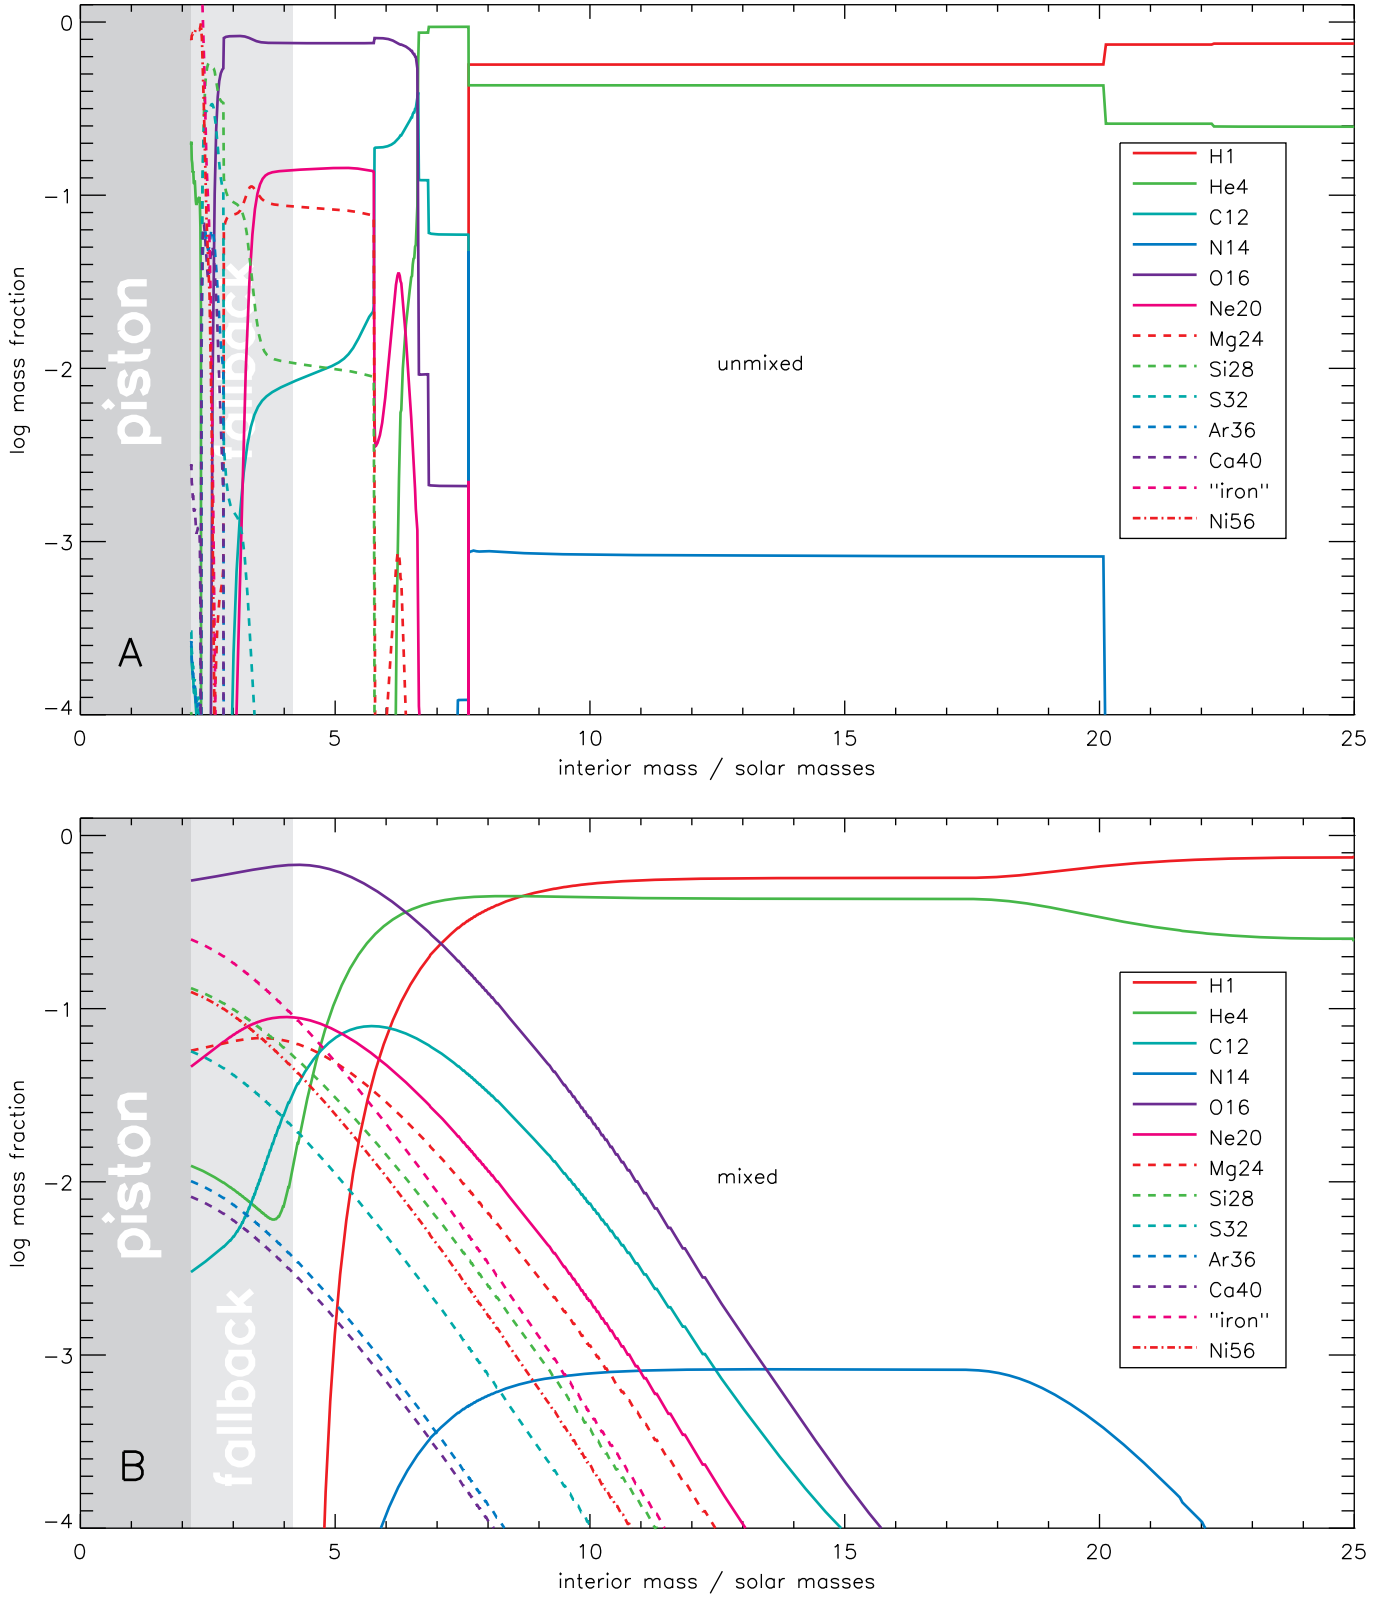 0
−1
−2
−3
−4
log mass fraction
piston
fallback
A
unmixed
H1
He4
C12
N14
O16
Ne20
Mg24
Si28
S32
Ar36
Ca40
"iron"
Ni56
0 5 10 15 20 25
interior mass / solar masses
0
−1
−2
−3
−4
log mass fraction
piston
fallback
B
mixed
H1
He4
C12
N14
O16
Ne20
Mg24
Si28
S32
Ar36
Ca40
"iron"
Ni56
0 5 10 15 20 25
interior mass / solar masses